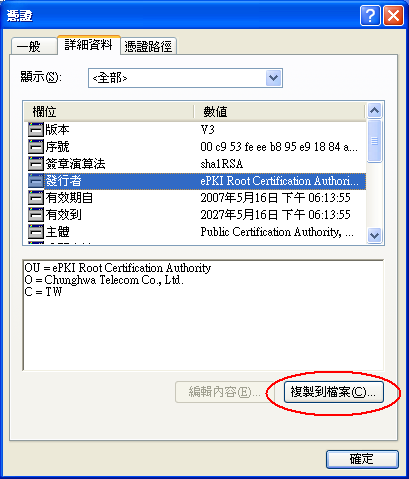 憑證
一般 詳細資料 憑證路徑
顯示(S): <全部>
欄位 數值
版本 V3
序號 00 c9 53 fe ee b8 95 e9 18 84 a...
簽章演算法 sha1RSA
發行者 ePKI Root Certification Authori...
有效期自 2007年5月16日 下午 06:13:55
有效到 2027年5月16日 下午 06:13:55
主體 Public Certification Authority, ...
OU = ePKI Root Certification Authority
O = Chunghwa Telecom Co., Ltd.
C = TW
編輯內容(E)... 複製到檔案(C)...
確定